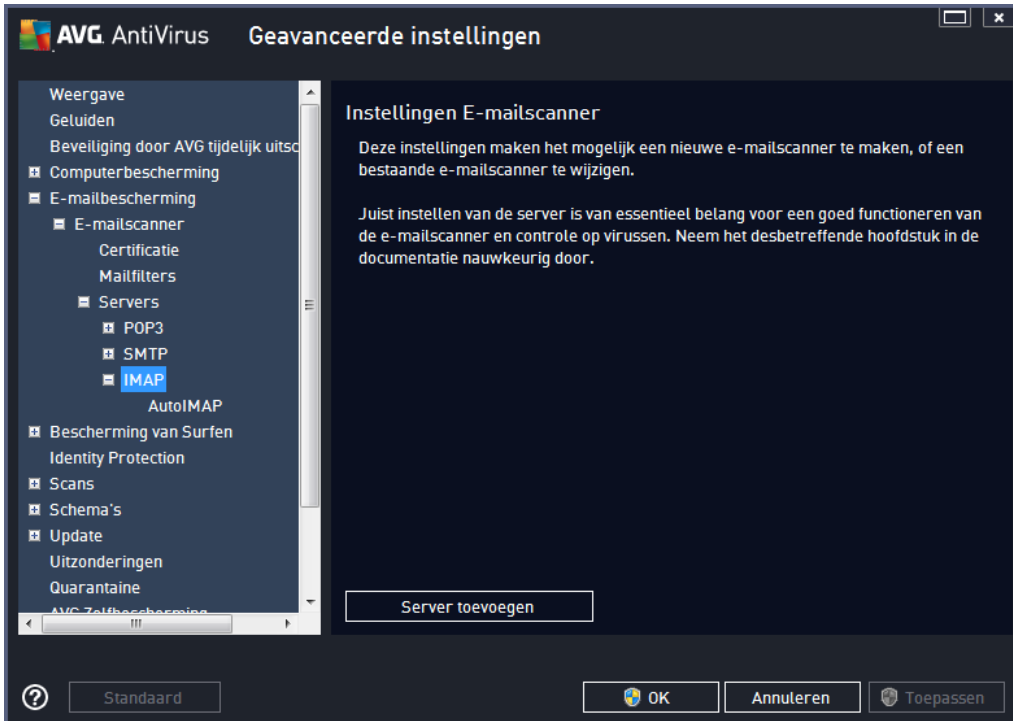 AVG. AntiVirus
Geavanceerde instellingen
Weergave
Geluiden
Beveiliging door AVG tijdelijk uitsc
Computerbescherming
E-mailbescherming
E-mailscanner
Certificatie
Mailfilters
Servers
POP3
SMTP
IMAP
AutoIMAP
Bescherming van Surfen
Identity Protection
Scans
Schema's
Update
Uitzonderingen
Quarantaine
AVG Zelfbescherming
Instellingen E-mailscanner
Deze instellingen maken het mogelijk een nieuwe e-mailscanner te maken, of een
bestaande e-mailscanner te wijzigen.
Juist instellen van de server is van essentieel belang voor een goed functioneren van
de e-mailscanner en controle op virussen. Neem het desbetreffende hoofdstuk in de
documentatie nauwkeurig door.
Server toevoegen
Standaard
OK
Annuleren
Toepassen